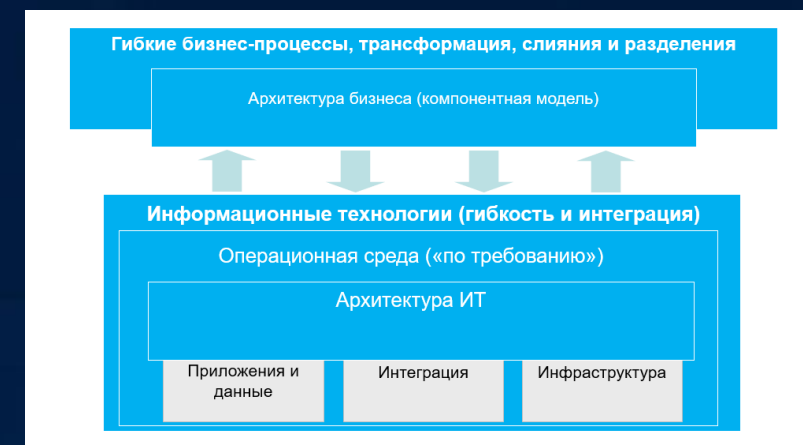 Гибкие бизнес-процессы, трансформация, слияния и разделения
Архитектура бизнеса (компонентная модель)
Информационные технологии (гибкость и интеграция)
Операционная среда («по требованию»)
Архитектура ИТ
Приложения и
данные
Интеграция
Инфраструктура